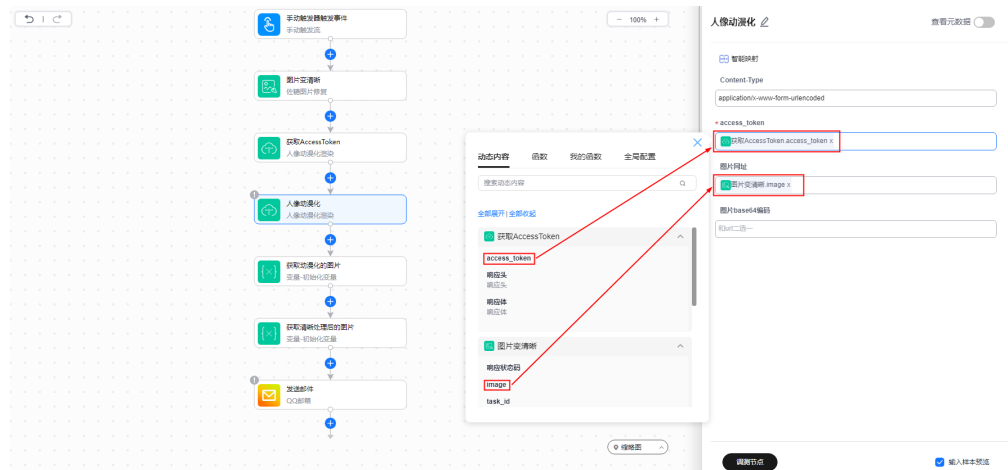 手动触发器触发事件
手动触发流
图片变清晰
佐糖图片修复
获取AccessToken
人像动漫化渲染
人像动漫化
人像动漫化渲染
获取动漫化的图片
变量-初始化变量
获取清晰处理后的图片
变量-初始化变量
发送邮件
QQ邮箱
- 100% +
动态内容 函数 我的函数 全局配置
搜索动态内容
全部展开 | 全部收起
获取AccessToken
access_token
响应头
响应头
响应体
响应体
图片变清晰
响应状态码
image
task_id
缩略图
人像动漫化
查看元数据
智能映射
Content-Type
application/x-www-form-urlencoded
* access_token
获取AccessToken.access_token x
图片网址
图片变清晰.image x
图片base64编码
和url二选一
调测节点
输入样本预览